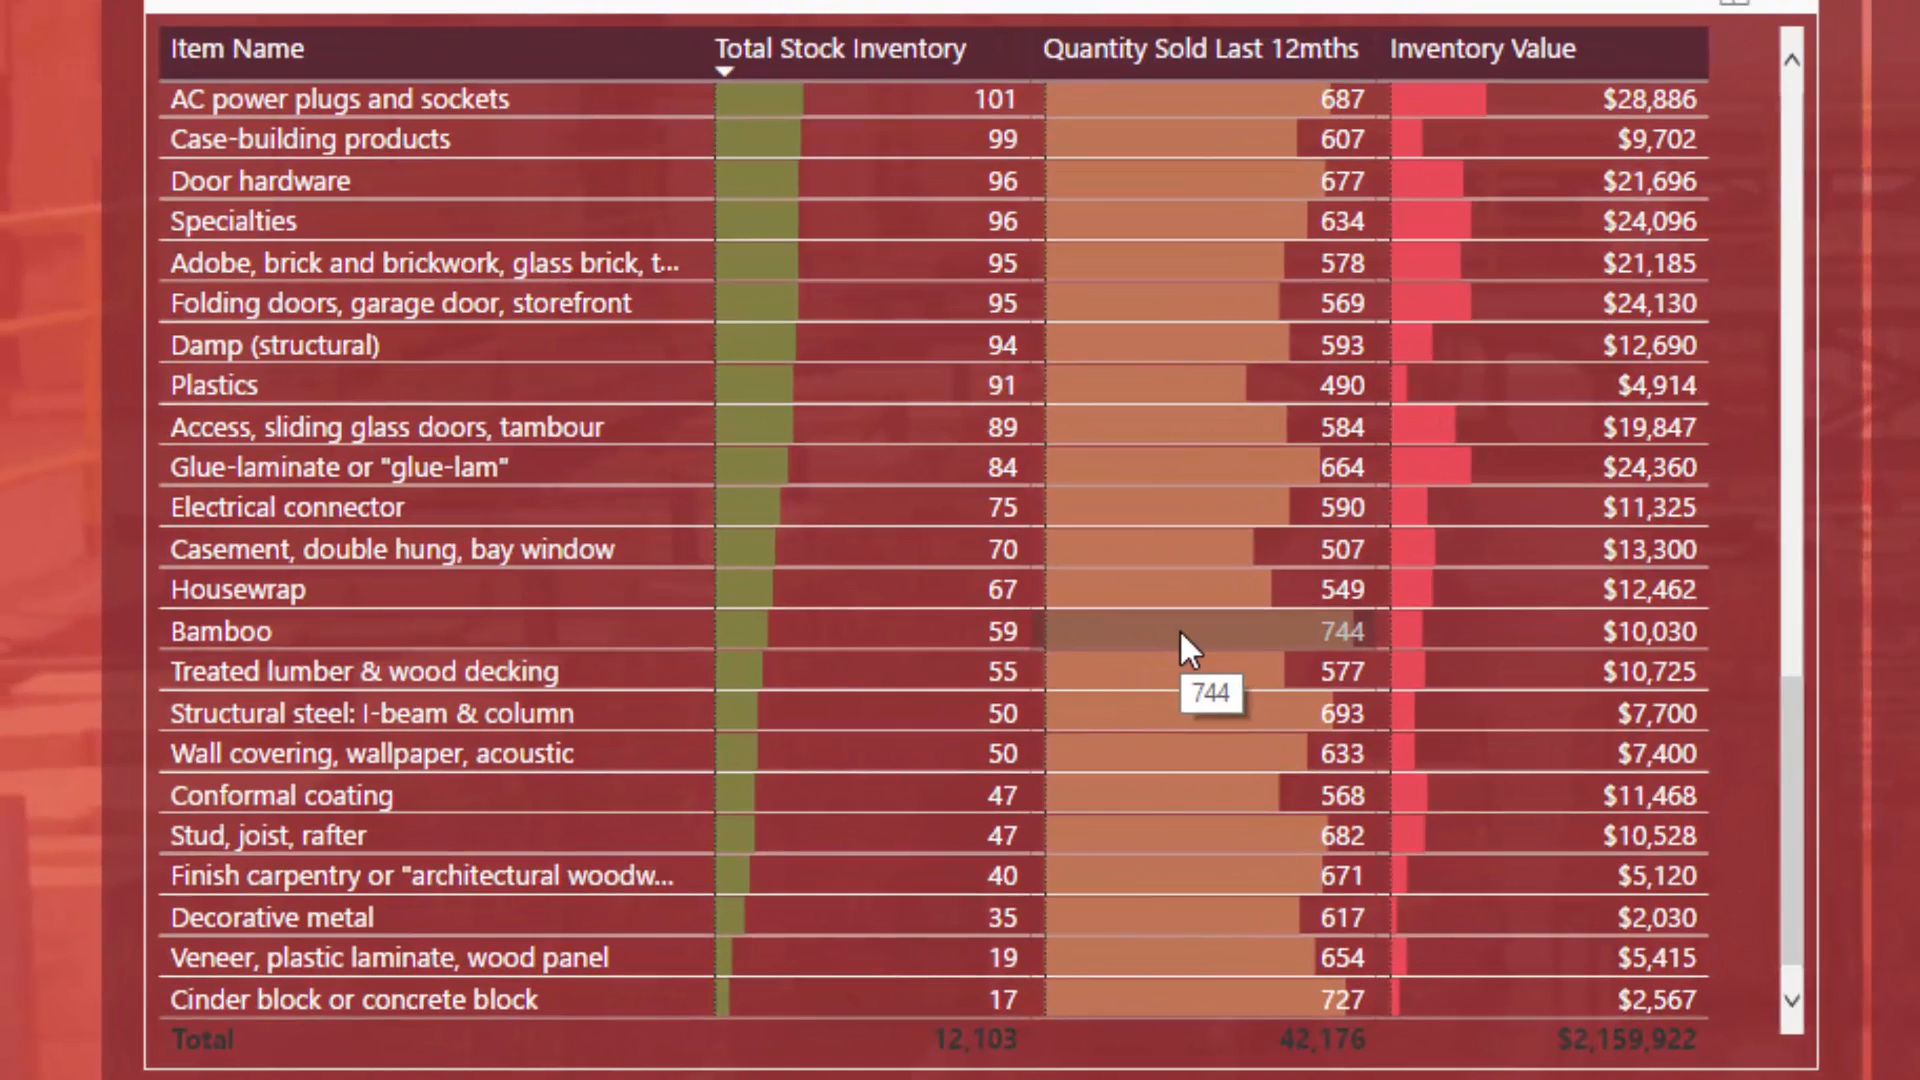 Item Name Total Stock Inventory Quantity Sold Last 12mths Inventory Value
AC power plugs and sockets 101 687 $28,886
Case-building products 99 607 $9,702
Door hardware 96 677 $21,696
Specialties 96 634 $24,096
Adobe, brick and brickwork, glass brick, t... 95 578 $21,185
Folding doors, garage door, storefront 95 569 $24,130
Damp (structural) 94 593 $12,690
Plastics 91 490 $4,914
Access, sliding glass doors, tambour 89 584 $19,847
Glue-laminate or "glue-lam" 84 664 $24,360
Electrical connector 75 590 $11,325
Casement, double hung, bay window 70 507 $13,300
Housewrap 67 549 $12,462
Bamboo 59 744 $10,030
Treated lumber & wood decking 55 577 $10,725
744
Structural steel: I-beam & column 50 693 $7,700
Wall covering, wallpaper, acoustic 50 633 $7,400
Conformal coating 47 568 $11,468
Stud, joist, rafter 47 682 $10,528
Finish carpentry or "architectural woodw... 40 671 $5,120
Decorative metal 35 617 $2,030
Veneer, plastic laminate, wood panel 19 654 $5,415
Cinder block or concrete block 17 727 $2,567
Total 12,103 42,176 $2,159,922